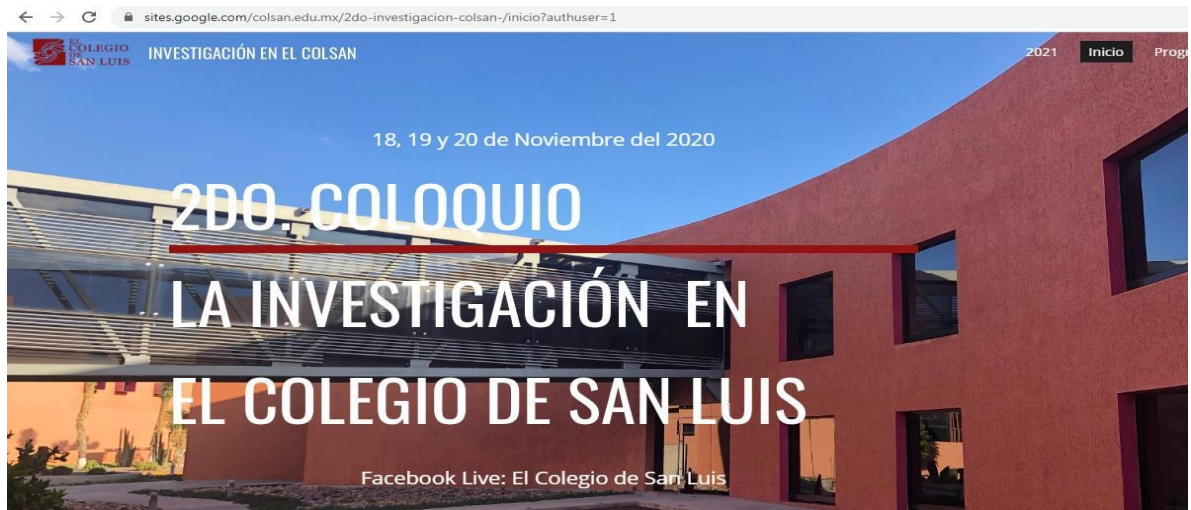 sites.google.com/colsan.edu.mx/2do-investigacion-colsan-/inicio?authuser=1
EL
COLEGIO
DE
SAN LUIS
INVESTIGACIÓN EN EL COLSAN
2021
Inicio
Progr
18, 19 y 20 de Noviembre del 2020
2DO. COLOQUIO
LA INVESTIGACIÓN EN
EL COLEGIO DE SAN LUIS
Facebook Live: El Colegio de San Luis